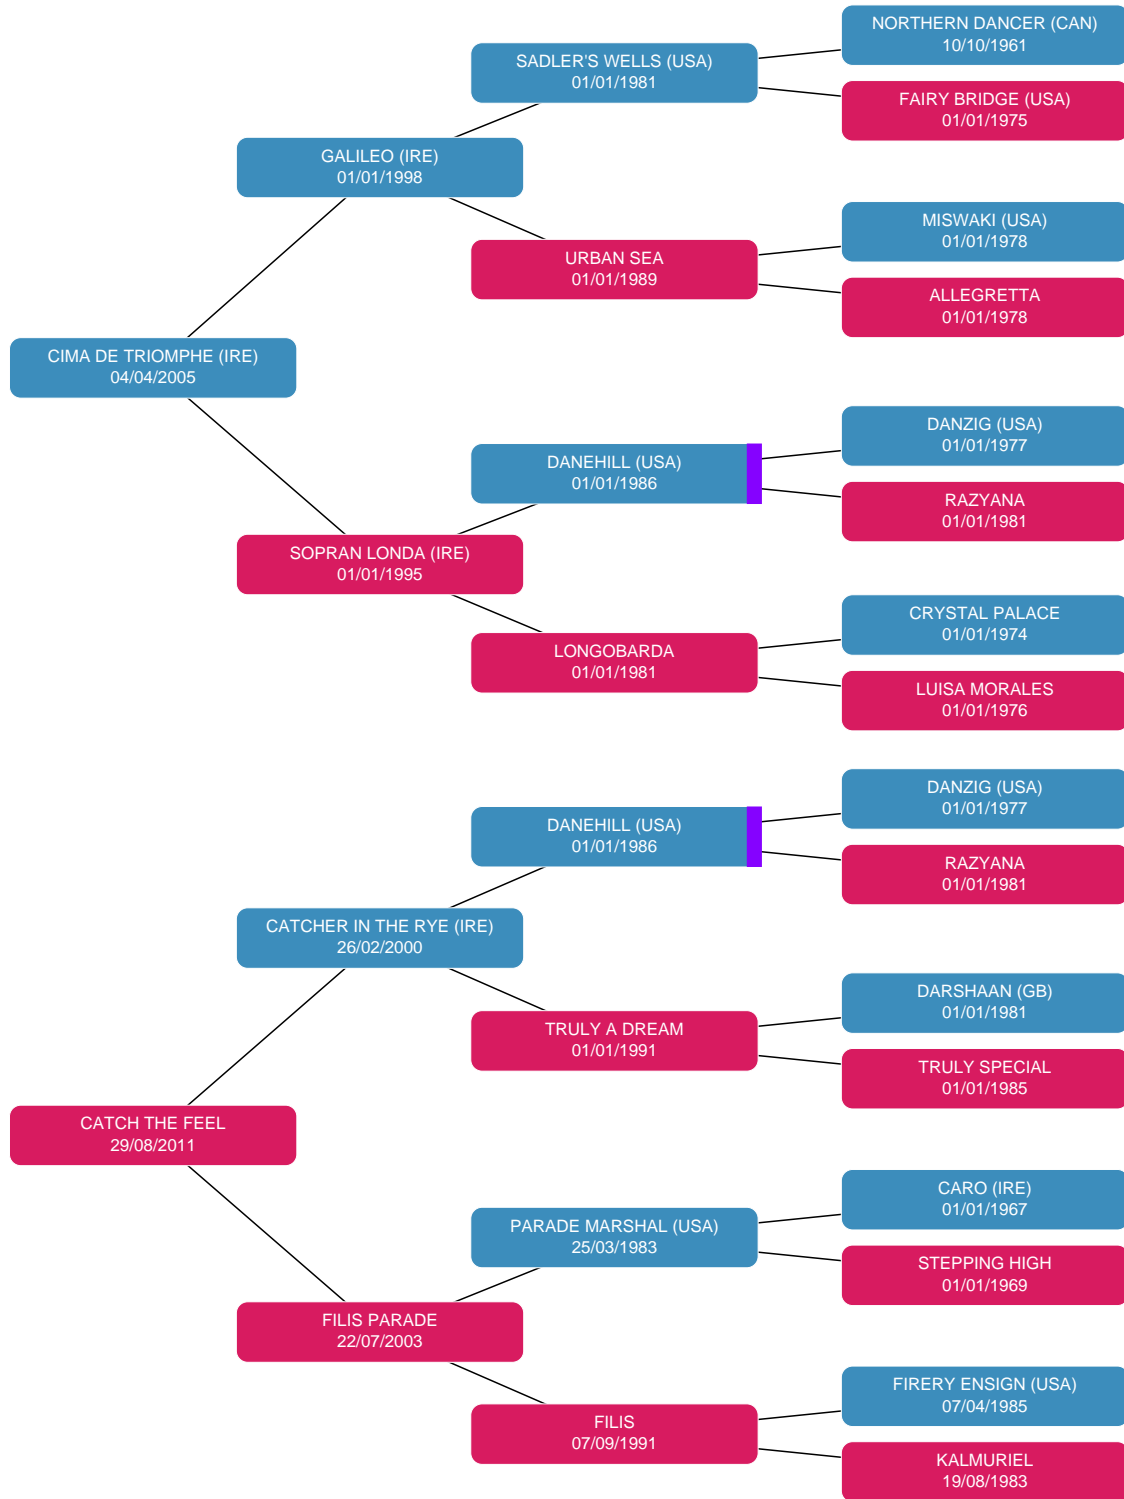 NORTHERN DANCER (CAN)
10/10/1961
SADLER'S WELLS (USA)
01/01/1981
FAIRY BRIDGE (USA)
01/01/1975
GALILEO (IRE)
01/01/1998
MISWAKI (USA)
01/01/1978
URBAN SEA
01/01/1989
ALLEGRETTA
01/01/1978
CIMA DE TRIOMPHE (IRE)
04/04/2005
DANZIG (USA)
01/01/1977
DANEHILL (USA)
01/01/1986
RAZYANA
01/01/1981
SOPRAN LONDA (IRE)
01/01/1995
CRYSTAL PALACE
01/01/1974
LONGOBARDA
01/01/1981
LUISA MORALES
01/01/1976
DANZIG (USA)
01/01/1977
DANEHILL (USA)
01/01/1986
RAZYANA
01/01/1981
CATCHER IN THE RYE (IRE)
26/02/2000
DARSHAAN (GB)
01/01/1981
TRULY A DREAM
01/01/1991
TRULY SPECIAL
01/01/1985
CATCH THE FEEL
29/08/2011
CARO (IRE)
01/01/1967
PARADE MARSHAL (USA)
25/03/1983
STEPPING HIGH
01/01/1969
FILIS PARADE
22/07/2003
FIRERY ENSIGN (USA)
07/04/1985
FILIS
07/09/1991
KALMURIEL
19/08/1983